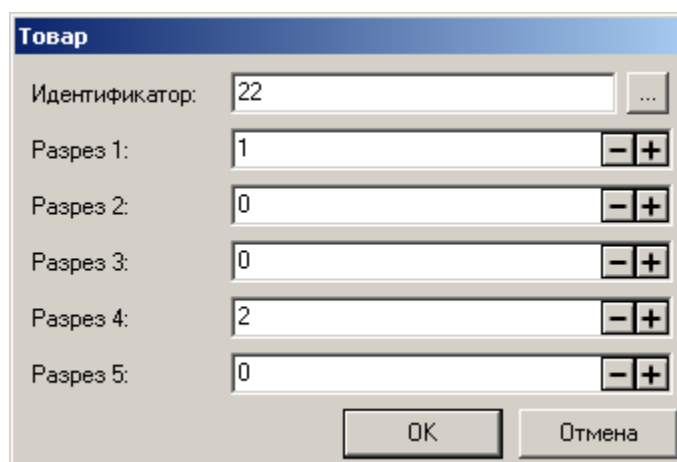 Товар
Идентификатор: 22 ...
Разрез 1: 1 − +
Разрез 2: 0 − +
Разрез 3: 0 − +
Разрез 4: 2 − +
Разрез 5: 0 − +
OK Отмена